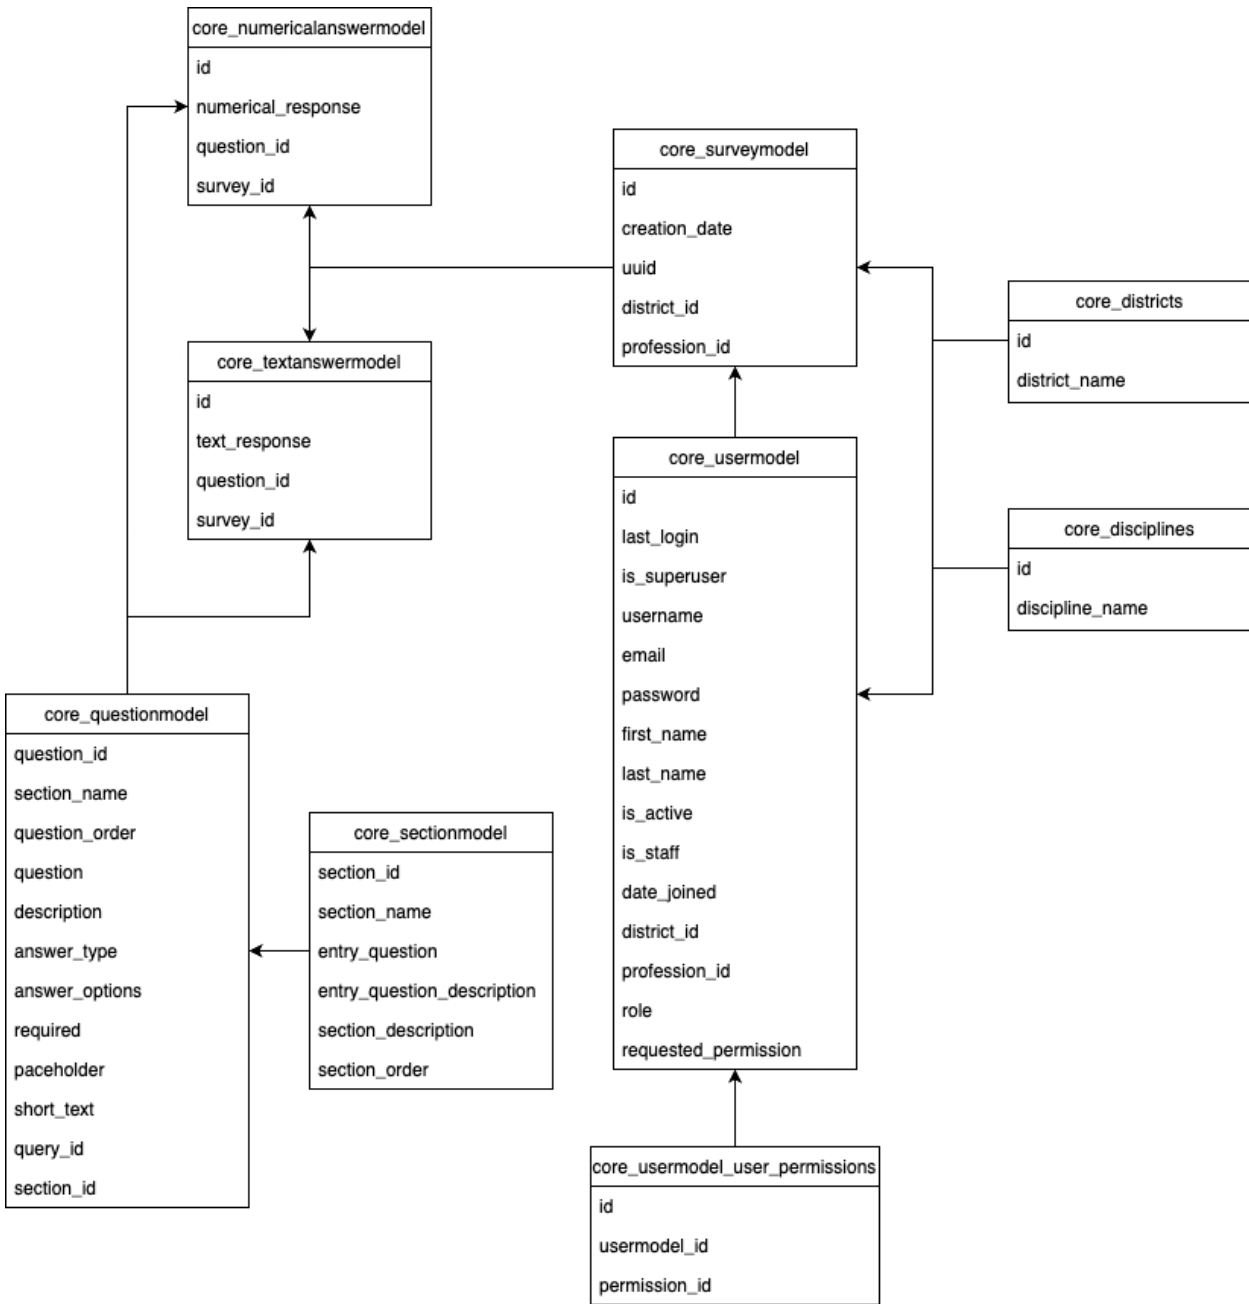 core_numericalanswermodel
id
numerical_response
question_id
survey_id
core_surveymodel
id
creation_date
uuid
district_id
profession_id
core_districts
id
district_name
core_textanswermodel
id
text_response
question_id
survey_id
core_usermodel
id
last_login
is_superuser
username
email
password
first_name
last_name
is_active
is_staff
date_joined
district_id
profession_id
role
requested_permission
core_disciplines
id
discipline_name
core_questionmodel
question_id
section_name
question_order
question
description
answer_type
answer_options
required
paceholder
short_text
query_id
section_id
core_sectionmodel
section_id
section_name
entry_question
entry_question_description
section_description
section_order
core_usermodel_user_permissions
id
usermodel_id
permission_id